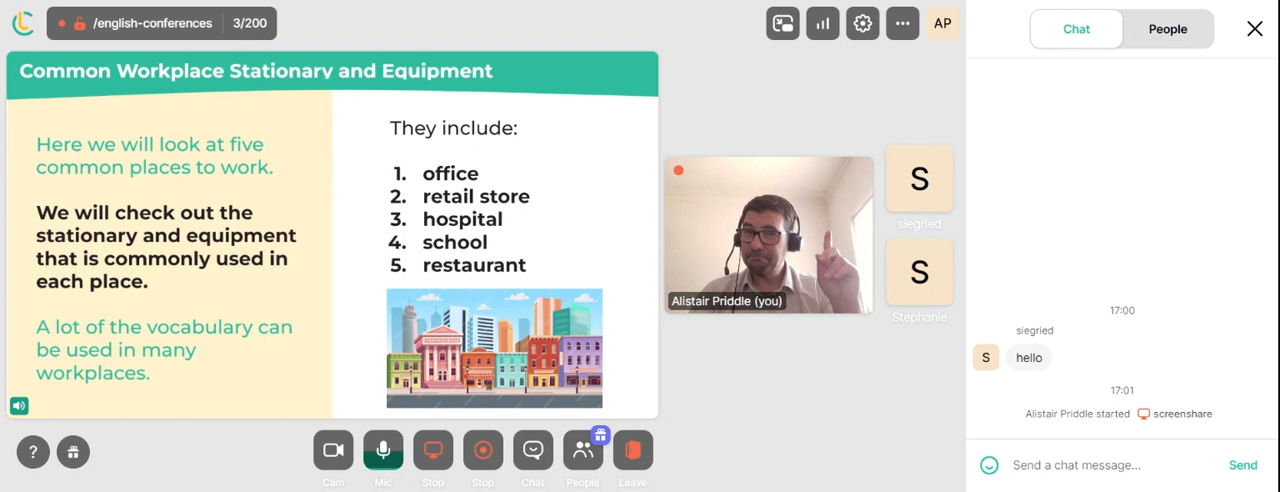 /english-conferences
3/200
AP
Chat
People
Common Workplace Stationary and Equipment
Here we will look at five
common places to work.
We will check out the
stationary and equipment
that is commonly used in
each place.
A lot of the vocabulary can
be used in many
workplaces.
They include:
1. office
2. retail store
3. hospital
4. school
5. restaurant
Alistair Priddle (you)
S
siegried
S
Stephanie
17:00
siegried
S
hello
17:01
Alistair Priddle started screenshare
Send a chat message...
Send
?
Cam
Mic
Stop
Stop
Chat
People
Leave